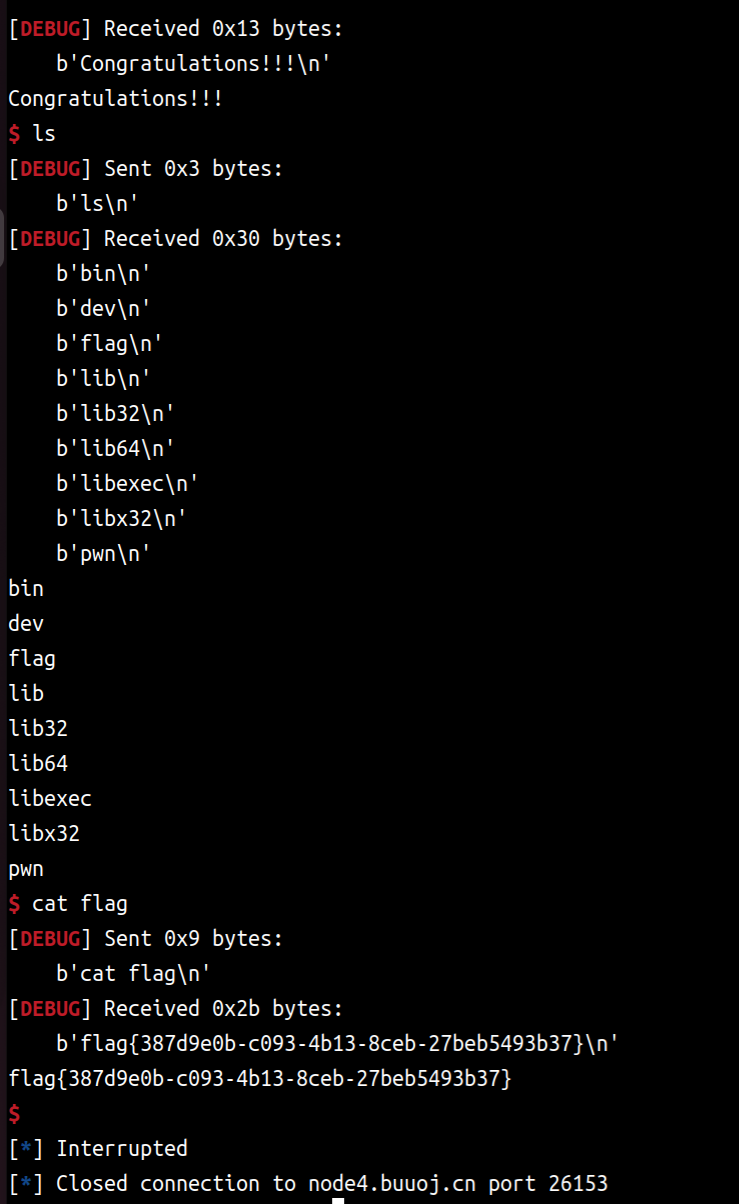 [DEBUG] Received 0x13 bytes:
    b'Congratulations!!!\n'
Congratulations!!!
$ ls
[DEBUG] Sent 0x3 bytes:
    b'ls\n'
[DEBUG] Received 0x30 bytes:
    b'bin\n'
    b'dev\n'
    b'flag\n'
    b'lib\n'
    b'lib32\n'
    b'lib64\n'
    b'libexec\n'
    b'libx32\n'
    b'pwn\n'
bin
dev
flag
lib
lib32
lib64
libexec
libx32
pwn
$ cat flag
[DEBUG] Sent 0x9 bytes:
    b'cat flag\n'
[DEBUG] Received 0x2b bytes:
    b'flag{387d9e0b-c093-4b13-8ceb-27beb5493b37}\n'
flag{387d9e0b-c093-4b13-8ceb-27beb5493b37}
$
[*] Interrupted
[*] Closed connection to node4.buuoj.cn port 26153